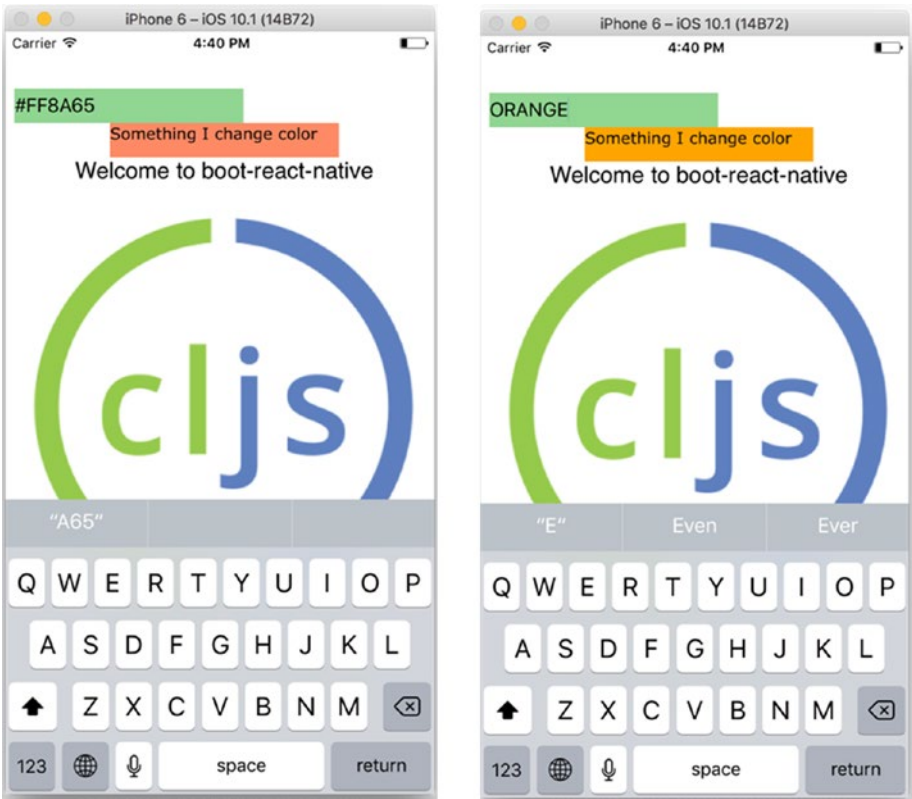 iPhone 6 – iOS 10.1 (14B72)
Carrier 4:40 PM
#FF8A65
Something I change color
Welcome to boot-react-native
cljs
“A65”
Q W E R T Y U I O P
A S D F G H J K L
Z X C V B N M
123 space return
iPhone 6 – iOS 10.1 (14B72)
Carrier 4:40 PM
ORANGE
Something I change color
Welcome to boot-react-native
cljs
“E” Even Ever
Q W E R T Y U I O P
A S D F G H J K L
Z X C V B N M
123 space return